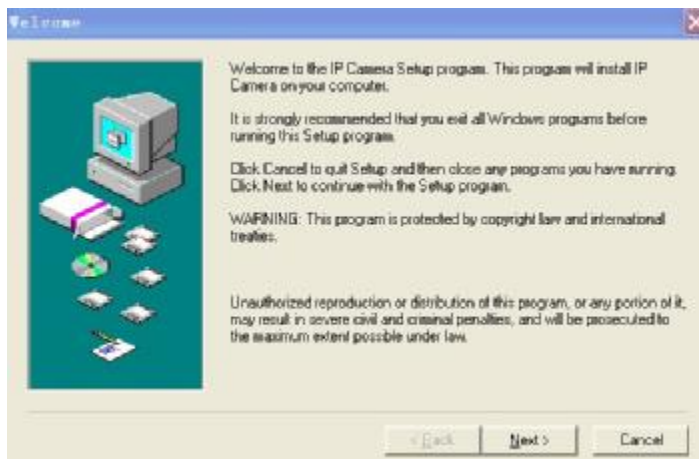 Welcome
Welcome to the IP Camera Setup program. This program will install IP
Camera on your computer.
It is strongly recommended that you exit all Windows programs before
running this Setup program.
Click Cancel to quit Setup and then close any programs you have running.
Click Next to continue with the Setup program.
WARNING: This program is protected by copyright law and international
treaties.
Unauthorized reproduction or distribution of this program, or any portion of it,
may result in severe civil and criminal penalties, and will be prosecuted to
the maximum extent possible under law.
< Back
Next >
Cancel